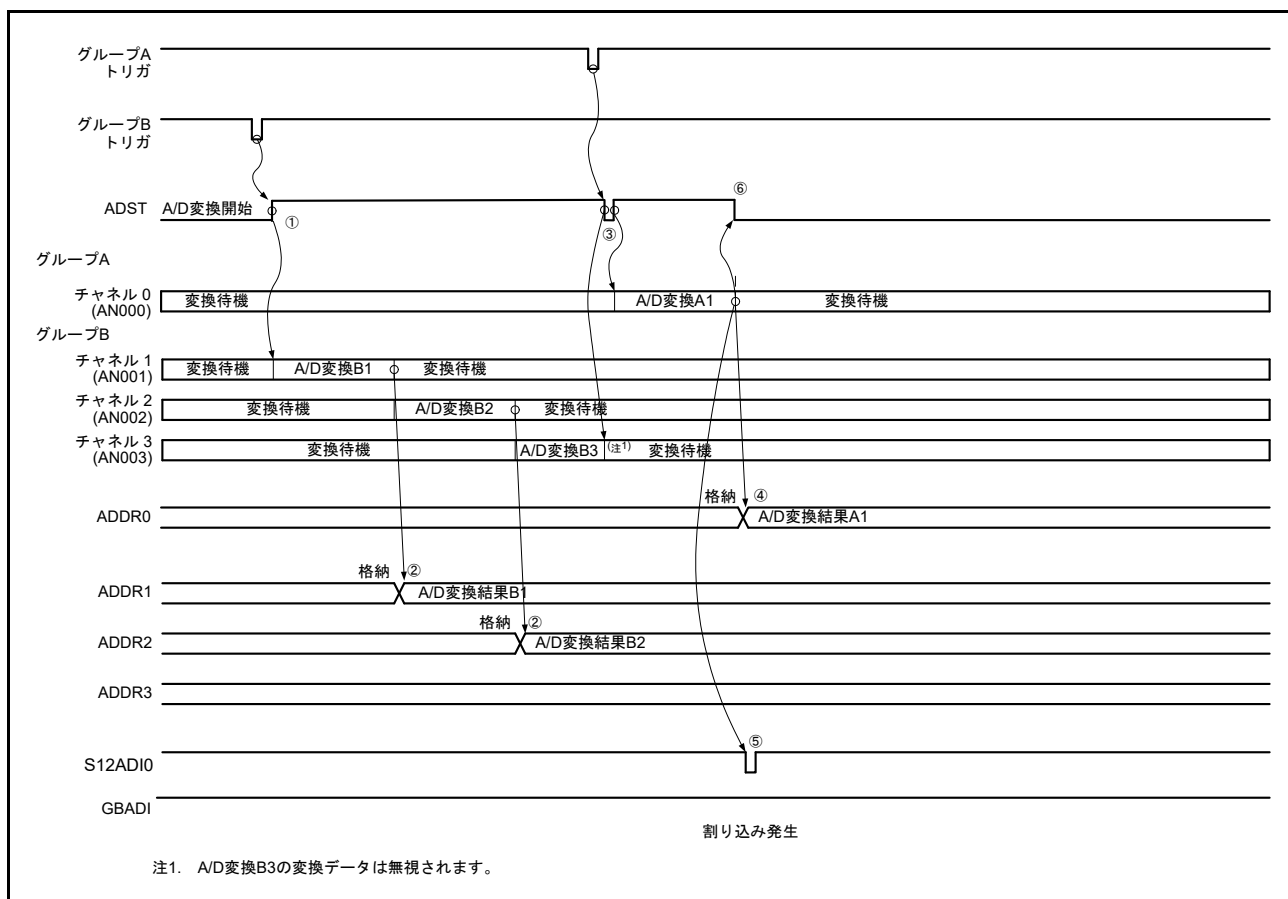 グループA
トリガ
グループB
トリガ
ADST A/D変換開始 ① ③ ⑥
グループA
チャネル 0
(AN000)
変換待機 A/D変換A1 変換待機
グループB
チャネル 1
(AN001)
変換待機 A/D変換B1 変換待機
チャネル 2
(AN002)
変換待機 A/D変換B2 変換待機
チャネル 3
(AN003)
変換待機 A/D変換B3 (注1) 変換待機
格納 ④
ADDR0 A/D変換結果A1
格納 ②
ADDR1 A/D変換結果B1
格納 ②
ADDR2 A/D変換結果B2
ADDR3
S12ADI0 ⑤
GBADI
割り込み発生
注1. A/D変換B3の変換データは無視されます。